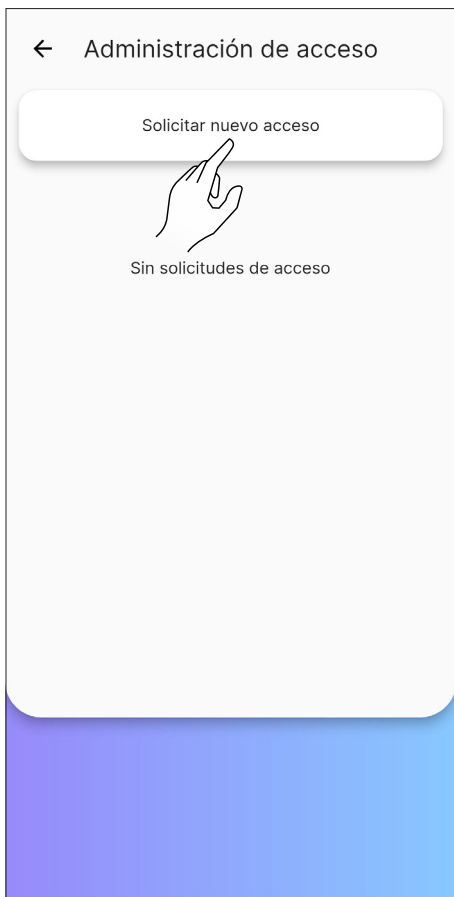 Administración de acceso
Solicitar nuevo acceso
Sin solicitudes de acceso